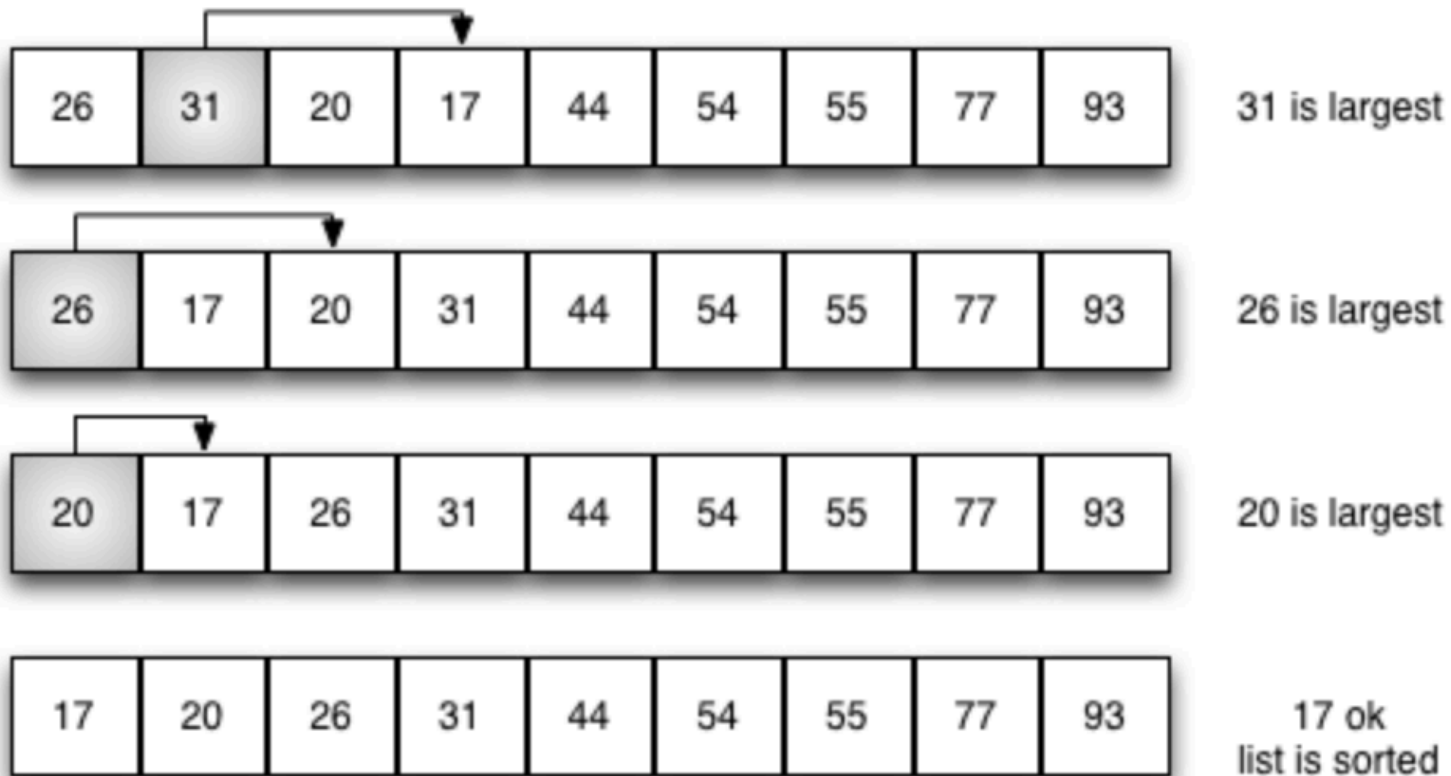 26 31 20 17 44 54 55 77 93 31 is largest
26 17 20 31 44 54 55 77 93 26 is largest
20 17 26 31 44 54 55 77 93 20 is largest
17 20 26 31 44 54 55 77 93 17 ok
list is sorted